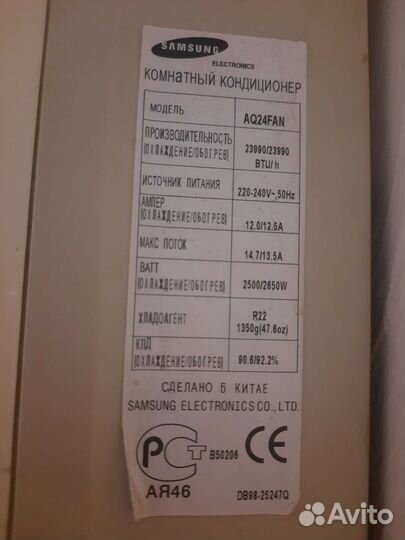 SAMSUNG
ELECTRONICS
КОМНАТНЫЙ КОНДИЦИОНЕР
МОДЕЛЬ AQ24FAN
ПРОИЗВОДИТЕЛЬНОСТЬ
(ОХЛАЖДЕНИЕ/ОБОГРЕВ) 23990/23990
BTU/h
ИСТОЧНИК ПИТАНИЯ 220-240V~,50Hz
АМПЕР
(ОХЛАЖДЕНИЕ/ОБОГРЕВ) 12.0/12.5A
МАКС ПОТОК 14.7/13.5A
ВАТТ
(ОХЛАЖДЕНИЕ/ОБОГРЕВ) 2500/2650W
ХЛАДОАГЕНТ R22
1350g(47.6oz)
КПД
(ОХЛАЖДЕНИЕ/ОБОГРЕВ) 90.6/92.2%
СДЕЛАНО Б КИТАЕ
SAMSUNG ELECTRONICS CO., LTD.
РСТ B50206 CE
АЯ46
DB98-25247Q
Avito